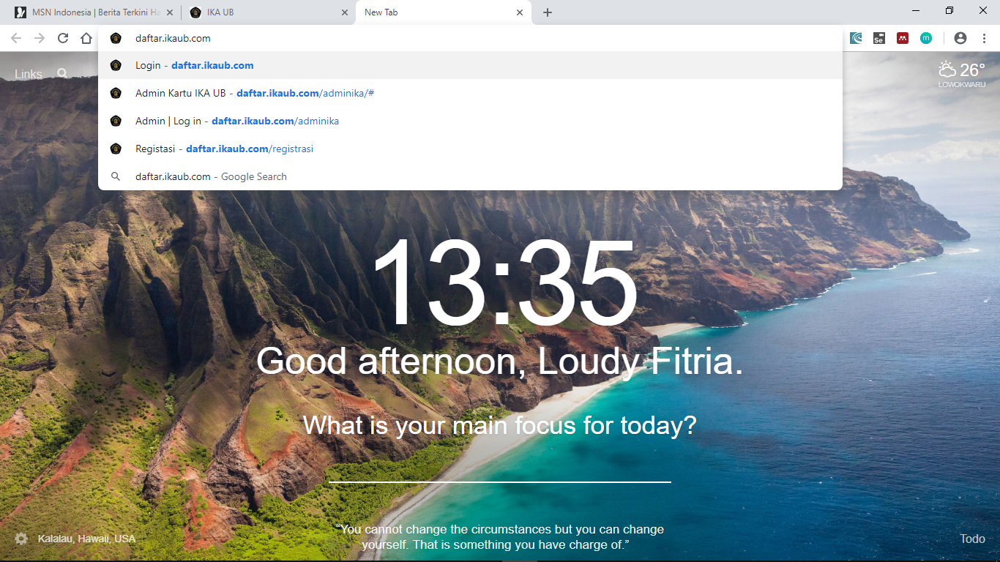 MSN Indonesia | Berita Terkini Ha
IKA UB
New Tab
daftar.ikaub.com
Login - daftar.ikaub.com
Admin Kartu IKA UB - daftar.ikaub.com/adminika/#
Admin | Log in - daftar.ikaub.com/adminika
Registasi - daftar.ikaub.com/registrasi
daftar.ikaub.com - Google Search
Se
m
Links
26°
LOWOKWARU
13:35
Good afternoon, Loudy Fitria.
What is your main focus for today?
“You cannot change the circumstances but you can change
yourself. That is something you have charge of.”
Kalalau, Hawaii, USA
Todo